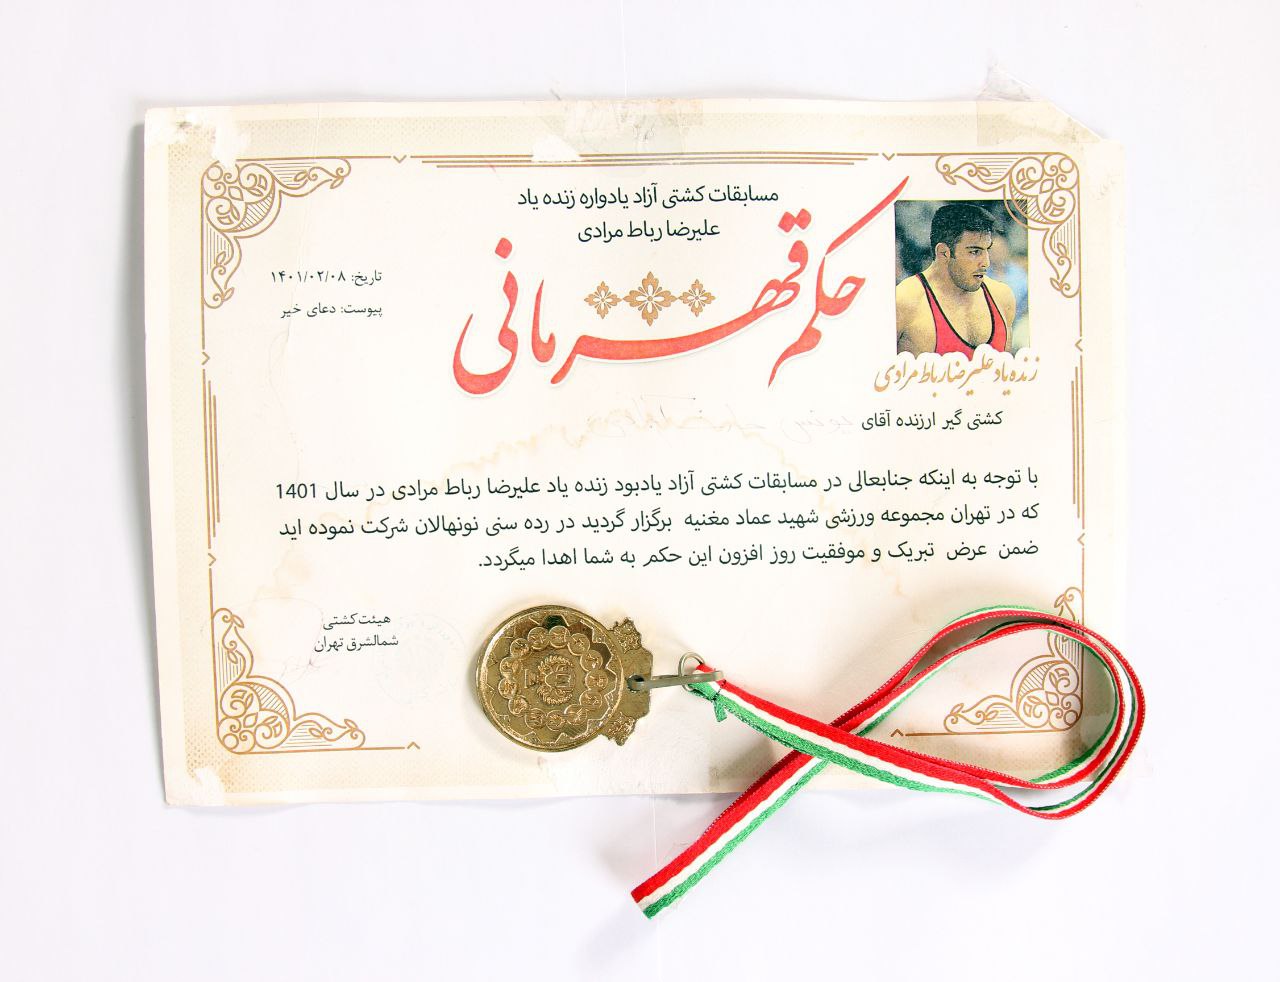 مسابقات کشتی آزاد یادواره زنده یاد
علیرضا رباط مرادی
حکم قهرمانی
تاریخ: ۱۴۰۱/۰۲/۰۸
پیوست: دعای خیر
زنده یاد علیرضا رباط مرادی
کشتی گیر ارزنده آقای
با توجه به اینکه جنابعالی در مسابقات کشتی آزاد یادبود زنده یاد علیرضا رباط مرادی در سال 1401
که در تهران مجموعه ورزشی شهید عماد مغنیه برگزار گردید در رده سنی نونهالان شرکت نموده اید
ضمن عرض تبریک و موفقیت روز افزون این حکم به شما اهدا میگردد.
هیئت کشتی
شمالشرق تهران